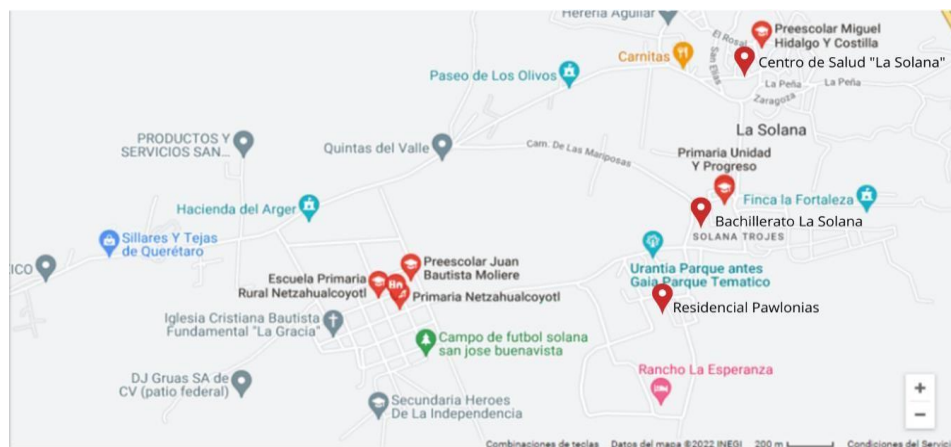 Herería Aguilar
Preescolar Miguel
Hidalgo Y Costilla
El Rosal
Carnitas
San Elías
Centro de Salud "La Solana"
Paseo de Los Olivos
La Peña
La Peña
Zaragoza
La Solana
PRODUCTOS Y
SERVICIOS SAN...
Quintas del Valle
Cam. De Las Mariposas
Primaria Unidad
Y Progreso
Hacienda del Arger
Finca la Fortaleza
Bachillerato La Solana
SOLANA TROJES
Sillares Y Tejas
de Querétaro
ICO
Preescolar Juan
Bautista Moliere
Urantia Parque antes
Gaia Parque Tematico
Escuela Primaria
Rural Netzahualcoyotl
Primaria Netzahualcoyotl
Residencial Pawlonias
Iglesia Cristiana Bautista
Fundamental "La Gracia"
Campo de futbol solana
san jose buenavista
Rancho La Esperanza
DJ Gruas SA de
CV (patio federal)
Secundaria Heroes
De La Independencia
Combinaciones de teclas Datos del mapa ©2022 INEGI 200 m Condiciones del Servic